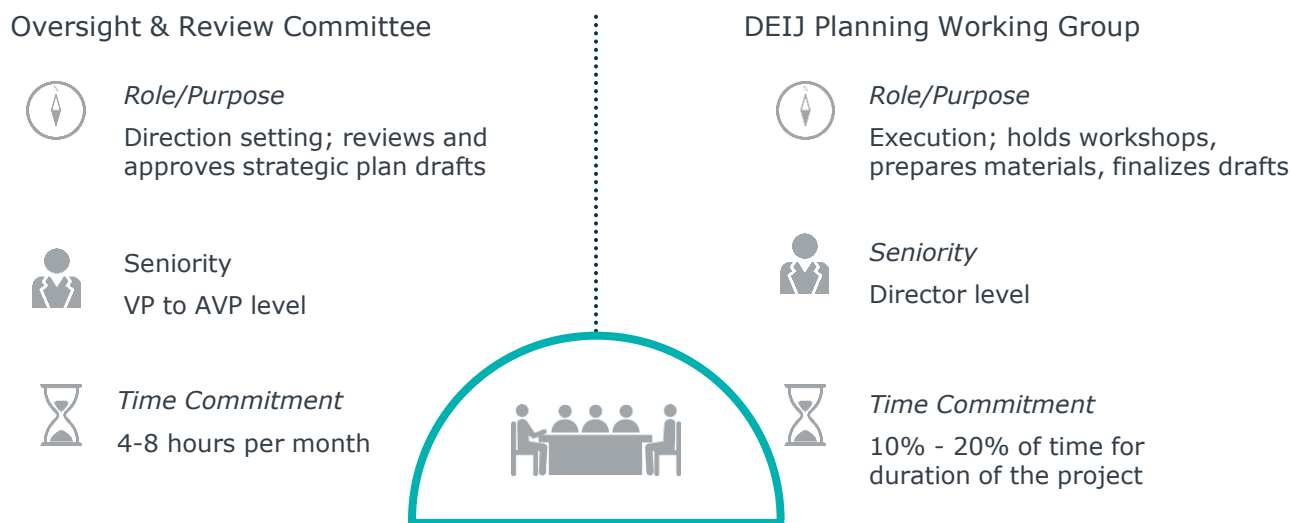 Oversight & Review Committee
Role/Purpose
Direction setting; reviews and
approves strategic plan drafts
Seniority
VP to AVP level
Time Commitment
4-8 hours per month
DEIJ Planning Working Group
Role/Purpose
Execution; holds workshops,
prepares materials, finalizes drafts
Seniority
Director level
Time Commitment
10% - 20% of time for
duration of the project